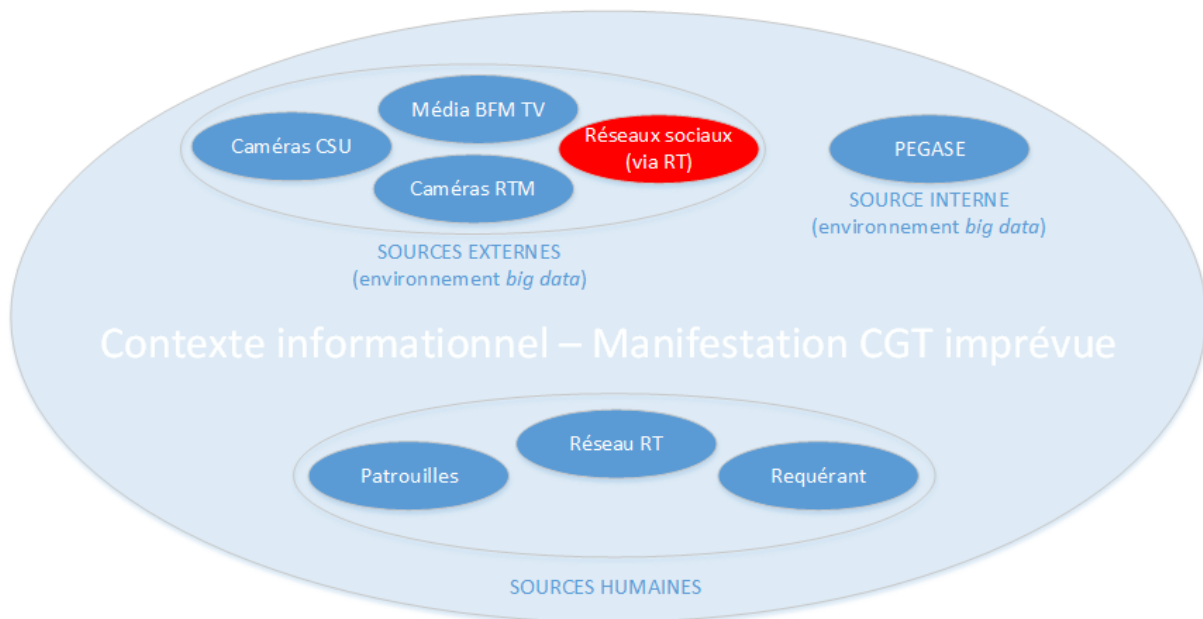 Média BFM TV
Caméras CSU
Réseaux sociaux
(via RT)
Caméras RTM
PEGASE
SOURCES EXTERNES
(environnement big data)
SOURCE INTERNE
(environnement big data)
Contexte informationnel – Manifestation CGT imprévue
Réseau RT
Patrouilles
Requérant
SOURCES HUMAINES